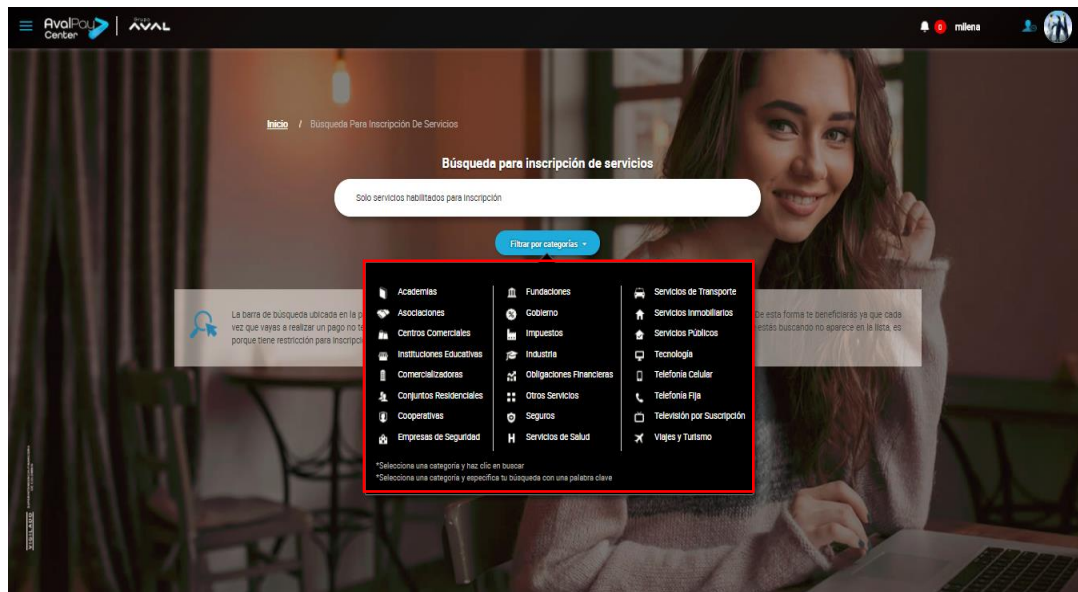 AvalPay
Center
Grupo
AVAL
0
milena
Inicio / Búsqueda Para Inscripción De Servicios
Búsqueda para inscripción de servicios
Solo servicios habilitados para inscripción
Filtrar por categorías
La barra de búsqueda ubicada en la p
De esta forma te beneficiarás ya que cada
vez que vayas a realizar un pago no te
estás buscando no aparece en la lista, es
porque tiene restricción para inscripci
Academias
Asociaciones
Centros Comerciales
Instituciones Educativas
Comercializadoras
Conjuntos Residenciales
Cooperativas
Empresas de Seguridad
Fundaciones
Gobierno
Impuestos
Industria
Obligaciones Financieras
Otros Servicios
Seguros
Servicios de Salud
Servicios de Transporte
Servicios Inmobiliarios
Servicios Públicos
Tecnología
Telefonía Celular
Telefonía Fija
Televisión por Suscripción
Viajes y Turismo
*Selecciona una categoría y haz clic en buscar
*Selecciona una categoría y especifica tu búsqueda con una palabra clave
VIGILADO